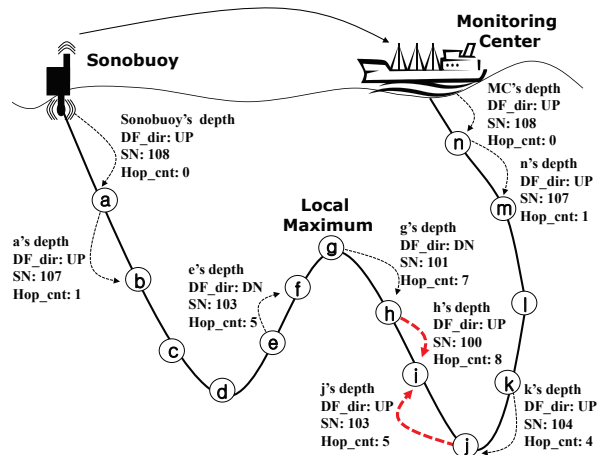 Sonobuoy
Monitoring
Center
Sonobuoy's depth
DF_dir: UP
SN: 108
Hop_cnt: 0
MC's depth
DF_dir: UP
SN: 108
Hop_cnt: 0
n
n's depth
DF_dir: UP
SN: 107
Hop_cnt: 1
a
m
Local
Maximum
a's depth
DF_dir: UP
SN: 107
Hop_cnt: 1
b
e's depth
DF_dir: DN
SN: 103
Hop_cnt: 5
f
g
g's depth
DF_dir: DN
SN: 101
Hop_cnt: 7
h
h's depth
DF_dir: UP
SN: 100
Hop_cnt: 8
l
c
e
d
i
j's depth
DF_dir: UP
SN: 103
Hop_cnt: 5
j
k
k's depth
DF_dir: UP
SN: 104
Hop_cnt: 4